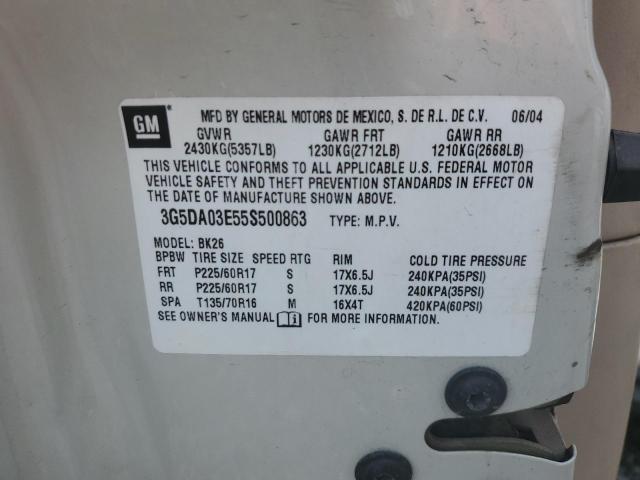 GM
MFD BY GENERAL MOTORS DE MEXICO, S. DE R.L. DE C.V. 06/04
GVWR GAWR FRT GAWR RR
2430KG(5357LB) 1230KG(2712LB) 1210KG(2668LB)
THIS VEHICLE CONFORMS TO ALL APPLICABLE U.S. FEDERAL MOTOR
VEHICLE SAFETY AND THEFT PREVENTION STANDARDS IN EFFECT ON
THE DATE OF MANUFACTURE SHOWN ABOVE.
3G5DA03E55S500863 TYPE: M.P.V.
MODEL: BK26
BPBW TIRE SIZE SPEED RTG RIM COLD TIRE PRESSURE
FRT P225/60R17 S 17X6.5J 240KPA(35PSI)
RR P225/60R17 S 17X6.5J 240KPA(35PSI)
SPA T135/70R16 M 16X4T 420KPA(60PSI)
SEE OWNER'S MANUAL FOR MORE INFORMATION.